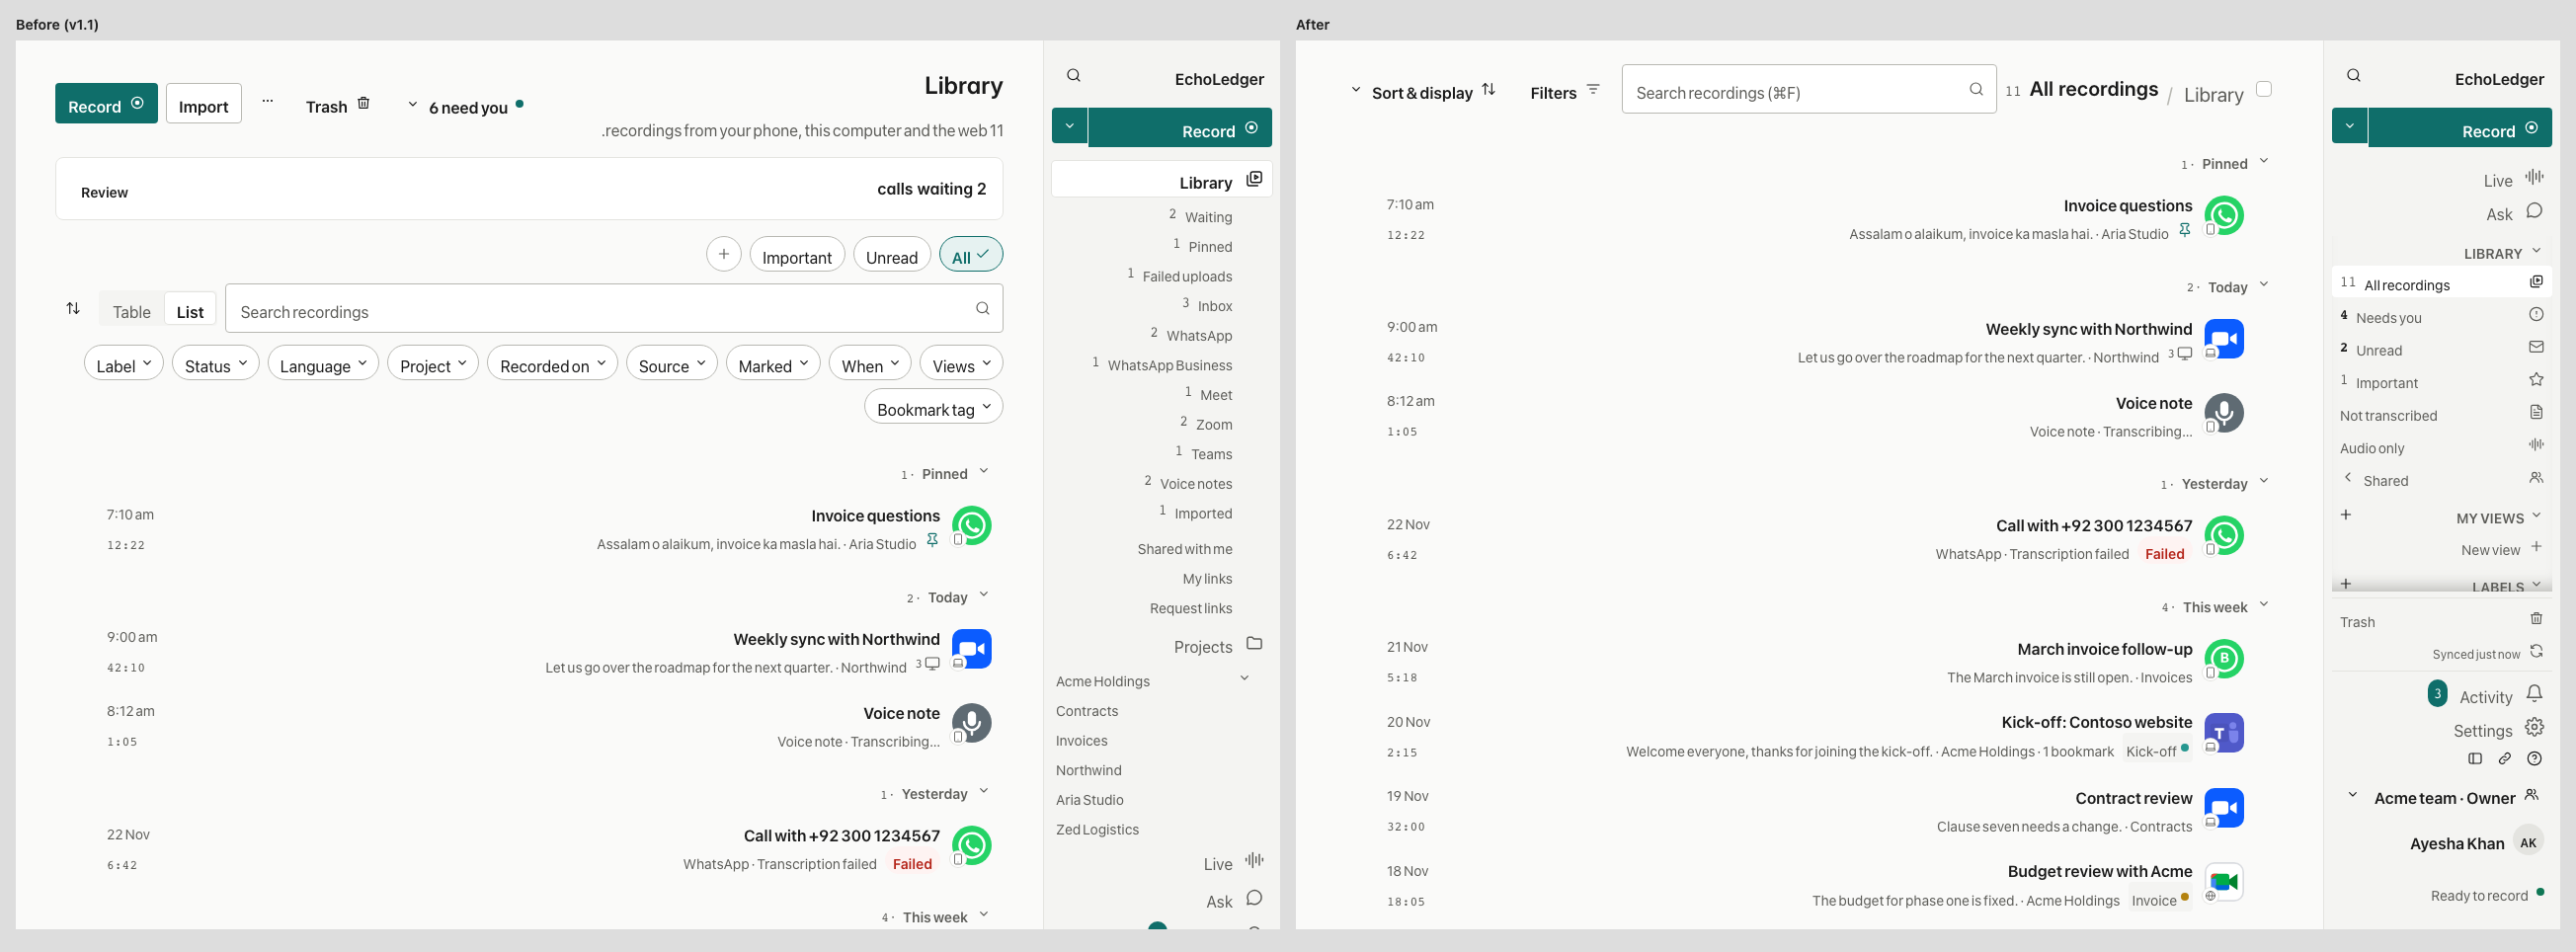 Before (v1.1)
EchoLedger
Record
Library
Waiting 2
Pinned 1
Failed uploads 1
Inbox 3
WhatsApp 2
WhatsApp Business 1
Meet 1
Zoom 2
Teams 1
Voice notes 2
Imported 1
Shared with me
My links
Request links
Projects
Acme Holdings
Contracts
Invoices
Northwind
Aria Studio
Zed Logistics
Live
Ask
Library
.recordings from your phone, this computer and the web 11
6 need you
Trash
...
Import
Record
calls waiting 2
Review
All
Unread
Important
Search recordings
List
Table
Views
When
Marked
Source
Recorded on
Project
Language
Status
Label
Bookmark tag
Pinned · 1
Invoice questions
7:10 am
Assalam o alaikum, invoice ka masla hai. · Aria Studio
12:22
Today · 2
Weekly sync with Northwind
9:00 am
3
Let us go over the roadmap for the next quarter. · Northwind
42:10
Voice note
8:12 am
Voice note · Transcribing...
1:05
Yesterday · 1
Call with +92 300 1234567
22 Nov
Failed
WhatsApp · Transcription failed
6:42
This week · 4
After
EchoLedger
Record
Live
Ask
LIBRARY
All recordings 11
Needs you 4
Unread 2
Important 1
Not transcribed
Audio only
Shared
MY VIEWS
New view
LABELS
Trash
Synced just now
Activity 3
Settings
Acme team · Owner
AK
Ayesha Khan
Ready to record
Library / All recordings 11
Search recordings (⌘F)
Filters
Sort & display
Pinned · 1
Invoice questions
7:10 am
Assalam o alaikum, invoice ka masla hai. · Aria Studio
12:22
Today · 2
Weekly sync with Northwind
9:00 am
3
Let us go over the roadmap for the next quarter. · Northwind
42:10
Voice note
8:12 am
Voice note · Transcribing...
1:05
Yesterday · 1
Call with +92 300 1234567
22 Nov
Failed
WhatsApp · Transcription failed
6:42
This week · 4
B
March invoice follow-up
21 Nov
The March invoice is still open. · Invoices
5:18
T
Kick-off: Contoso website
20 Nov
Kick-off
Welcome everyone, thanks for joining the kick-off. · Acme Holdings · 1 bookmark
2:15
Contract review
19 Nov
Clause seven needs a change. · Contracts
32:00
Budget review with Acme
18 Nov
Invoice
The budget for phase one is fixed. · Acme Holdings
18:05